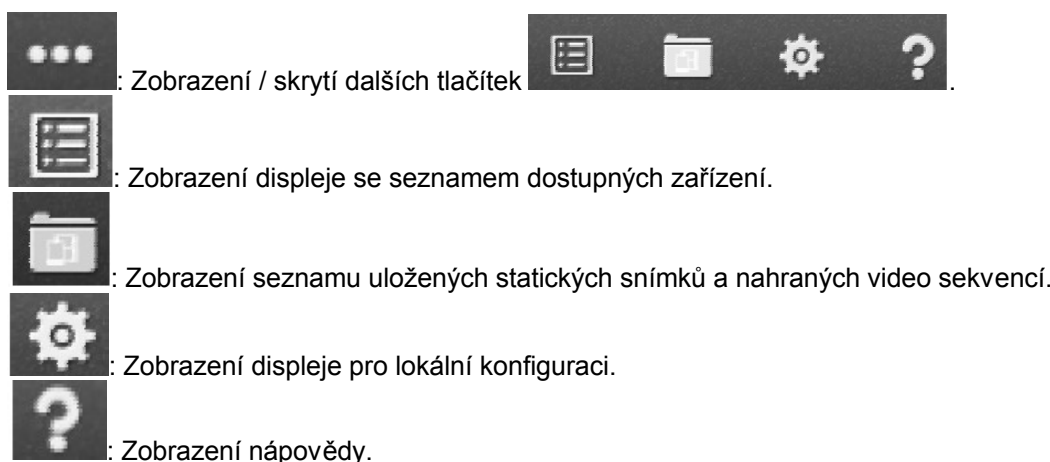 : Zobrazení / skrytí dalších tlačítek .
: Zobrazení displeje se seznamem dostupných zařízení.
: Zobrazení seznamu uložených statických snímků a nahraných video sekvencí.
: Zobrazení displeje pro lokální konfiguraci.
: Zobrazení nápovědy.